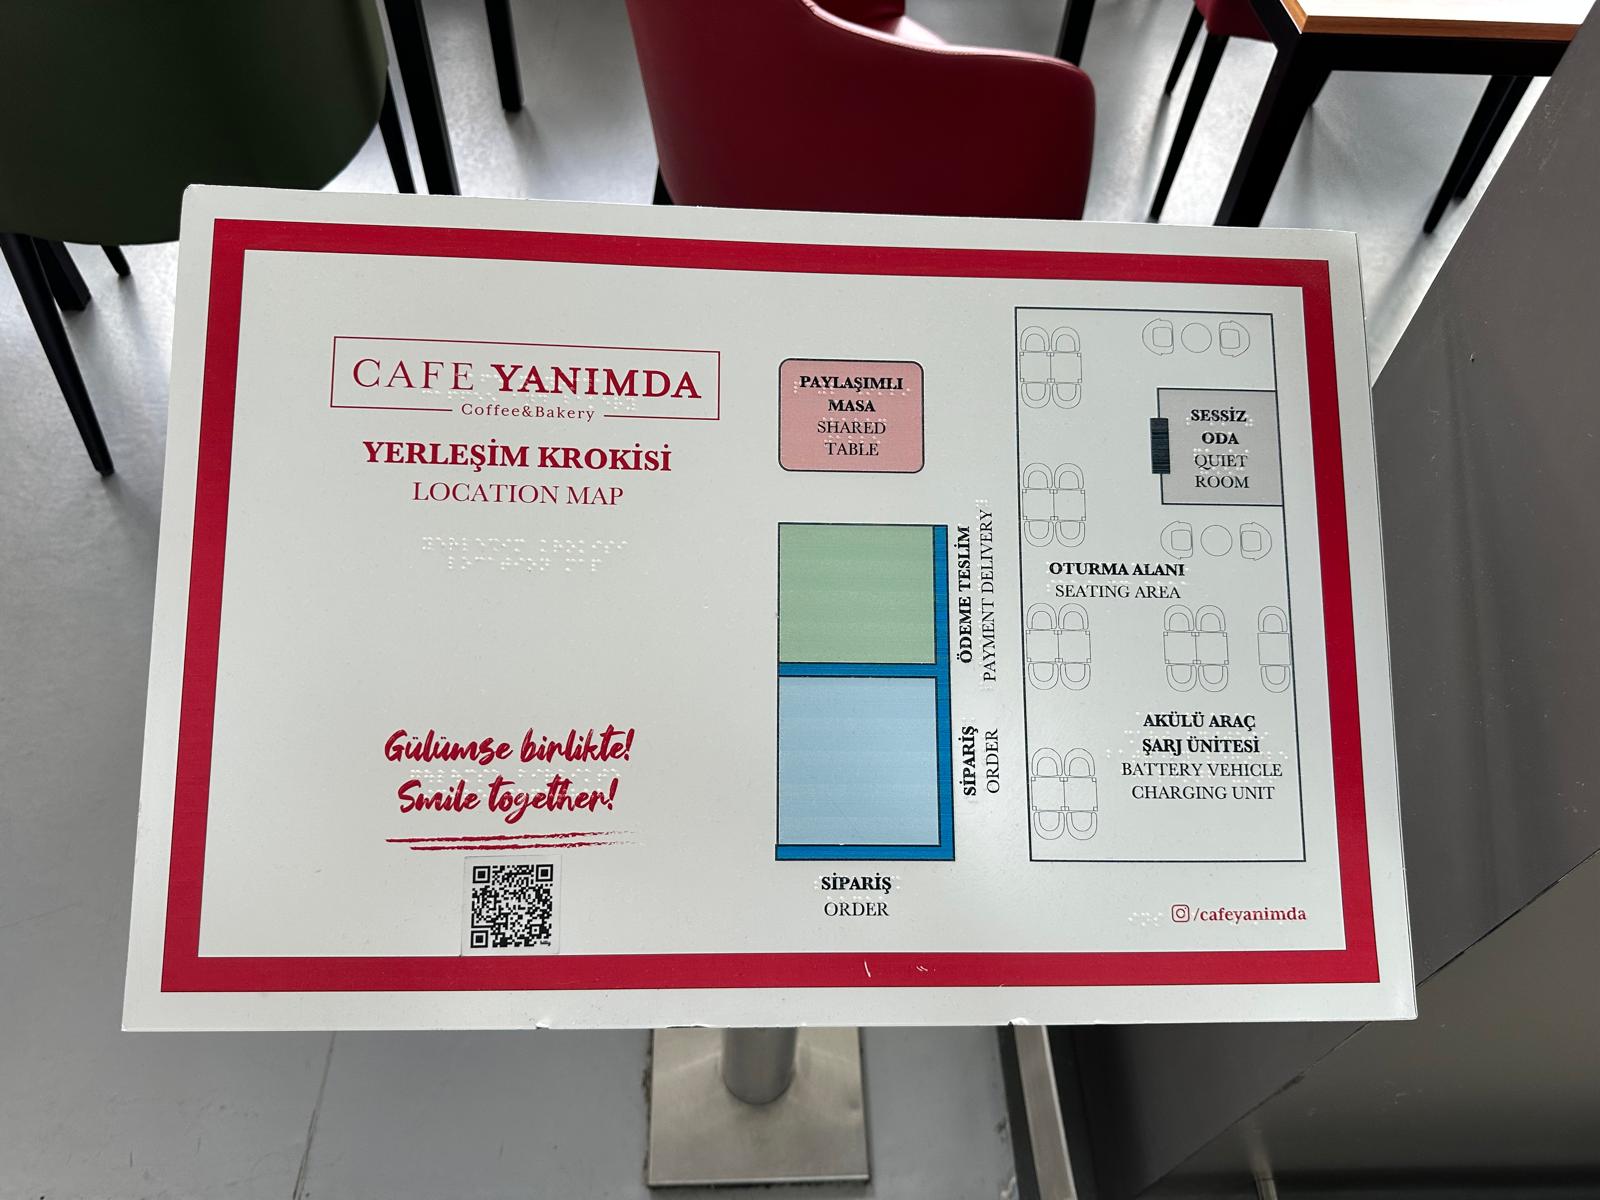 CAFE YANIMDA
Coffee&Bakery
YERLEŞİM KROKİSİ
LOCATION MAP
Gülümse birlikte!
Smile together!
PAYLAŞIMLI
MASA
SHARED
TABLE
ÖDEME TESLİM
PAYMENT DELIVERY
SİPARİŞ
ORDER
SİPARİŞ
ORDER
SESSİZ
ODA
QUIET
ROOM
OTURMA ALANI
SEATING AREA
AKÜLÜ ARAÇ
ŞARJ ÜNİTESİ
BATTERY VEHICLE
CHARGING UNIT
/cafeyanimda